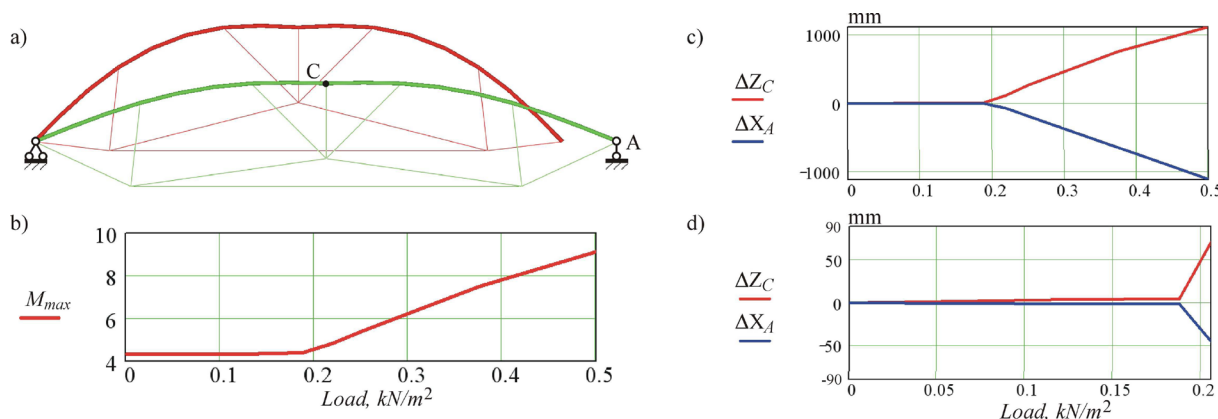 a)
C
A
b)
10
8
6
4
M_max
0 0.1 0.2 0.3 0.4 0.5
Load, kN/m²
c)
mm
1000
0
-1000
ΔZ_C
ΔX_A
0 0.1 0.2 0.3 0.4 0.5
d)
mm
90
50
0
-50
-90
ΔZ_C
ΔX_A
0 0.05 0.1 0.15 0.2
Load, kN/m²